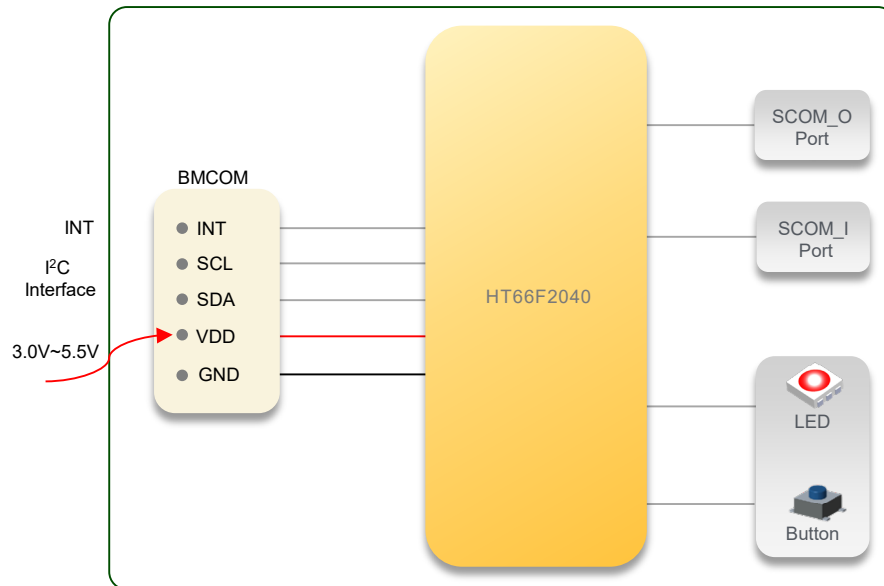 BMCOM
INT
I²C
Interface
3.0V~5.5V
INT
SCL
SDA
VDD
GND
HT66F2040
SCOM_O
Port
SCOM_I
Port
LED
Button